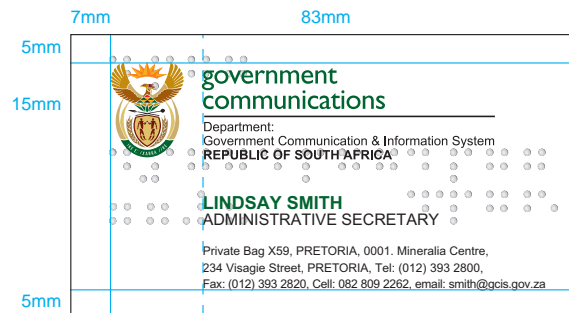 7mm
83mm
5mm
15mm
government
communications
Department:
Government Communication & Information System
REPUBLIC OF SOUTH AFRICA
LINDSAY SMITH
ADMINISTRATIVE SECRETARY
Private Bag X59, PRETORIA, 0001. Mineralia Centre,
234 Visagie Street, PRETORIA, Tel: (012) 393 2800,
Fax: (012) 393 2820, Cell: 082 809 2262, email: smith@gcis.gov.za
5mm